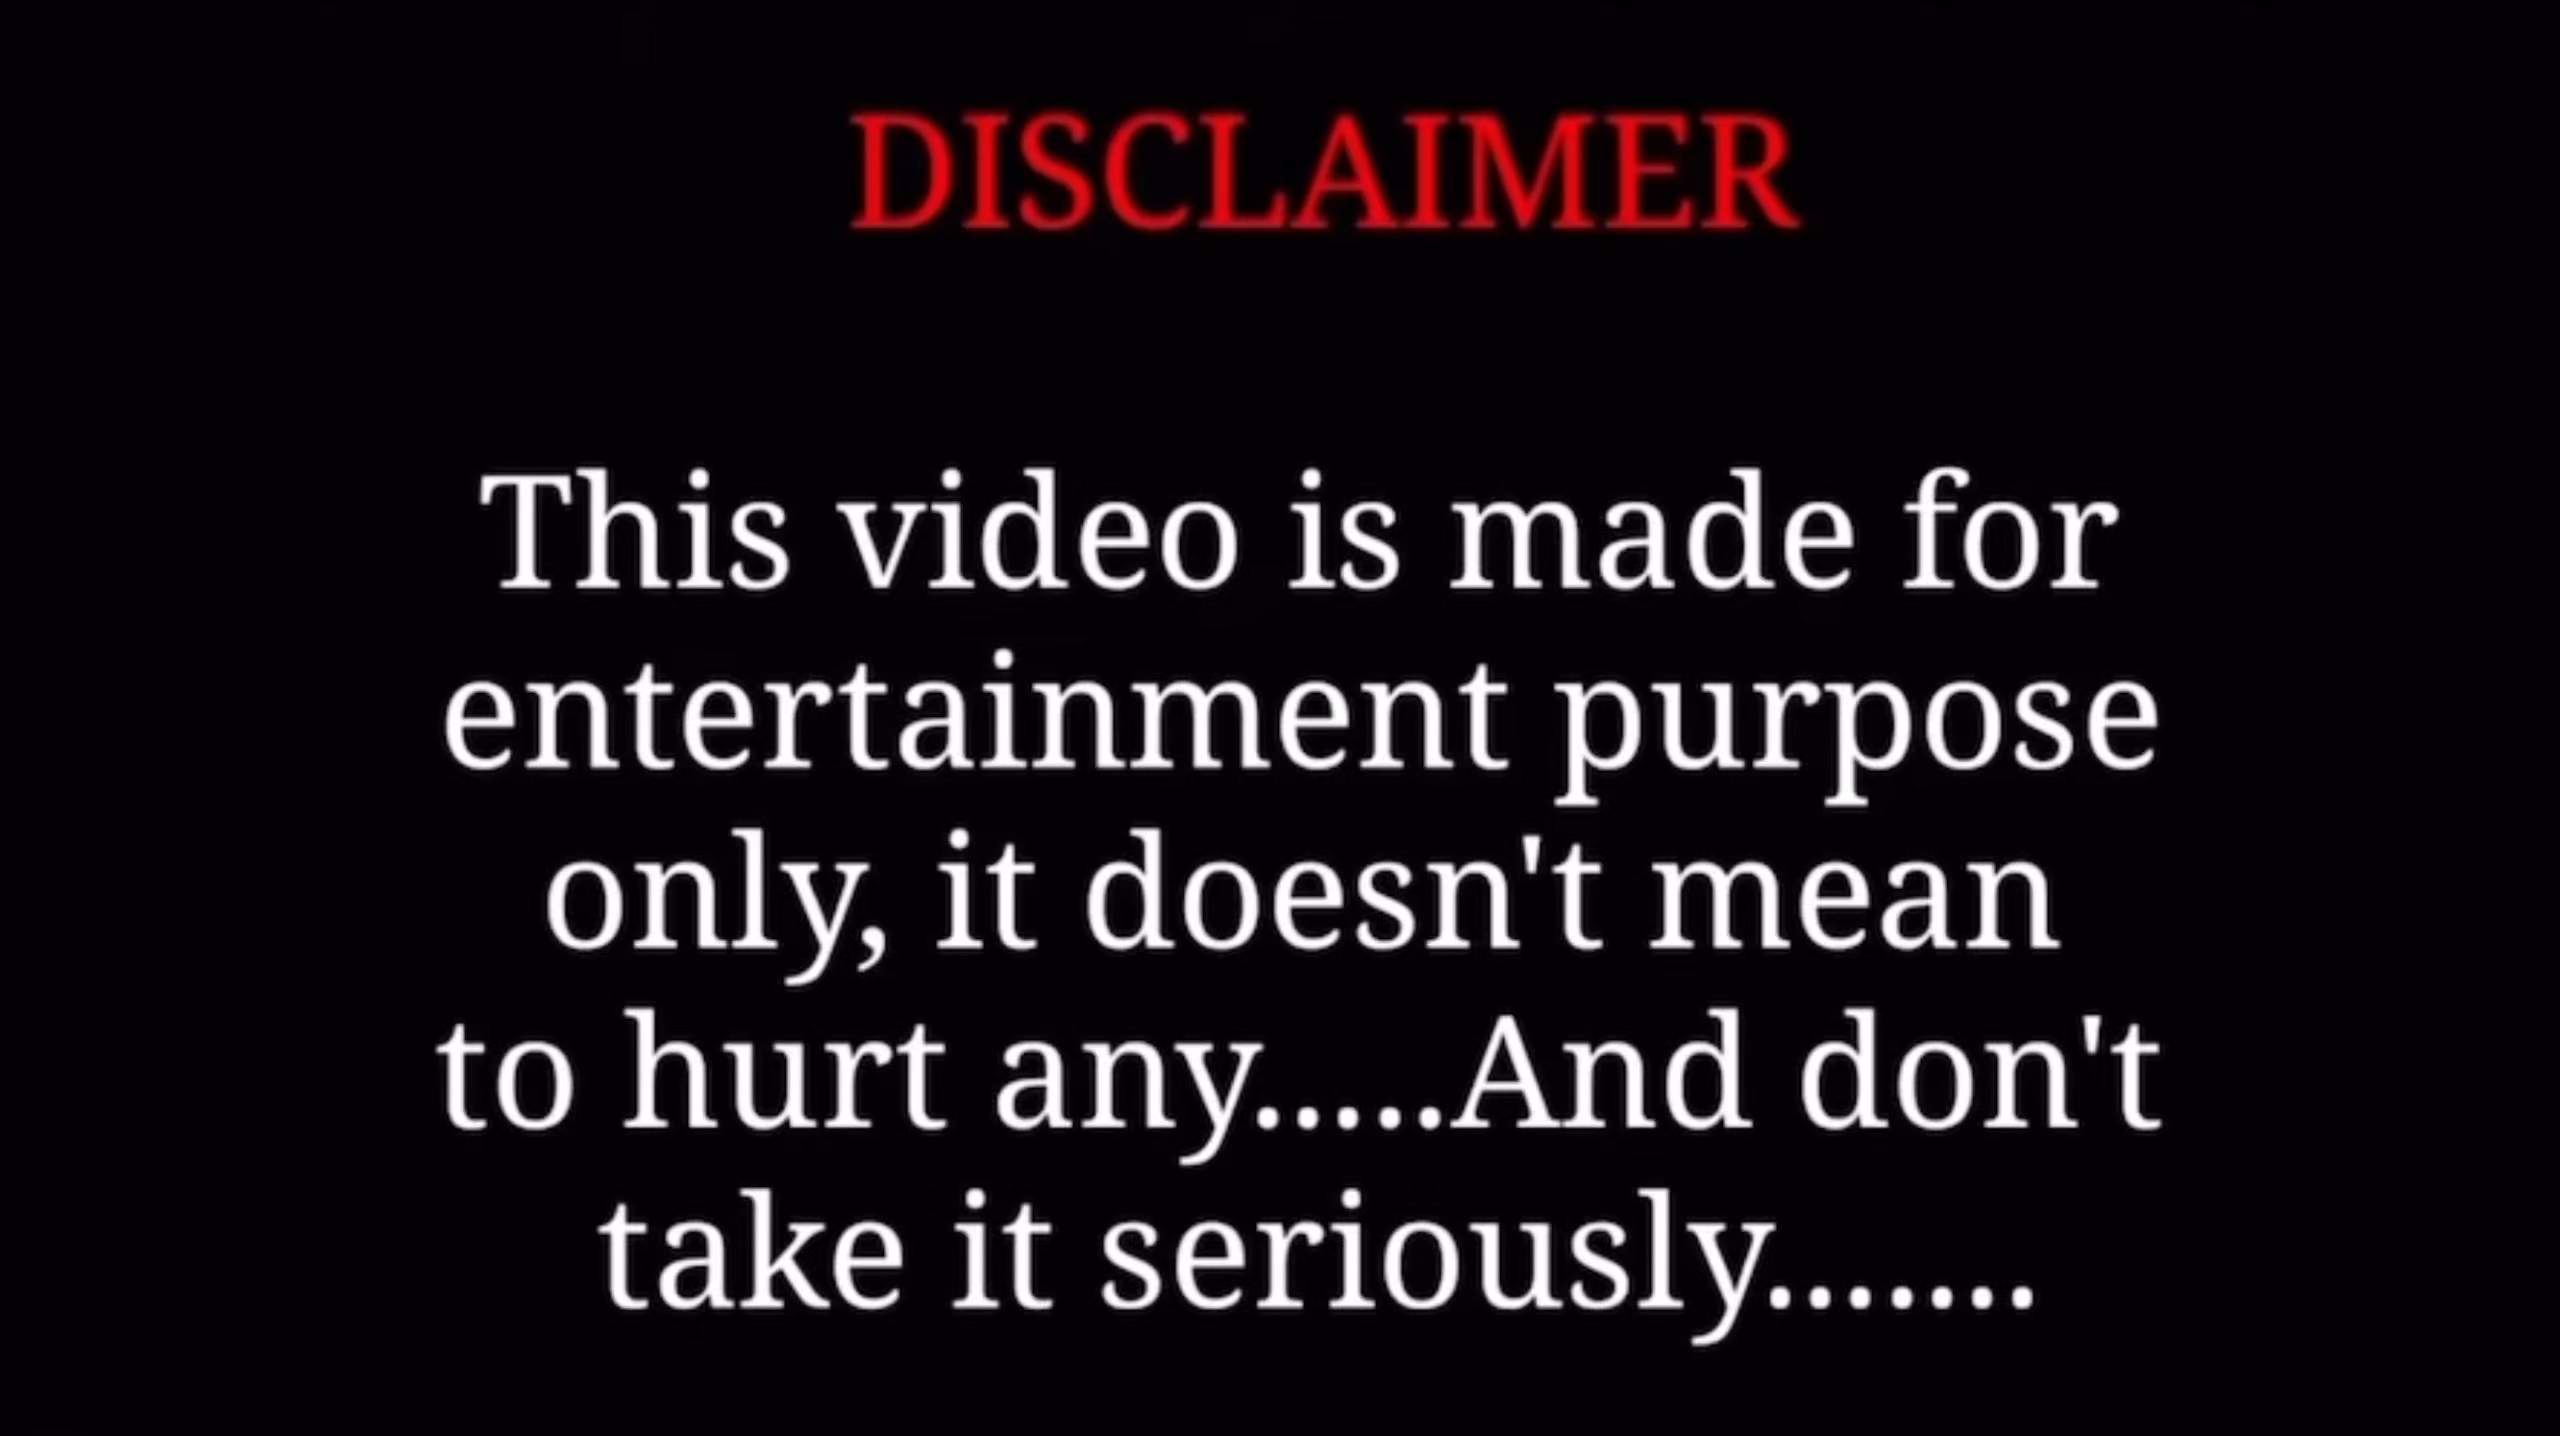 DISCLAIMER
This video is made for
entertainment purpose
only, it doesn't mean
to hurt any.....And don't
take it seriously.......